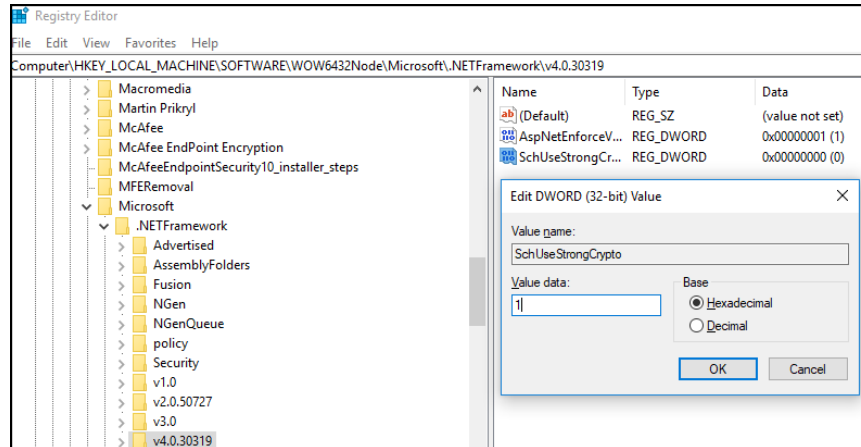 Registry Editor
File Edit View Favorites Help
Computer\HKEY_LOCAL_MACHINE\SOFTWARE\WOW6432Node\Microsoft\.NETFramework\v4.0.30319
Macromedia
Martin Prikryl
McAfee
McAfee EndPoint Encryption
McAfeeEndpointSecurity10_installer_steps
MFERemoval
Microsoft
.NETFramework
Advertised
AssemblyFolders
Fusion
NGen
NGenQueue
policy
Security
v1.0
v2.0.50727
v3.0
v4.0.30319
Name Type Data
(Default) REG_SZ (value not set)
AspNetEnforceV... REG_DWORD 0x00000001 (1)
SchUseStrongCr... REG_DWORD 0x00000000 (0)
Edit DWORD (32-bit) Value
Value name:
SchUseStrongCrypto
Value data:
1
Base
Hexadecimal
Decimal
OK Cancel